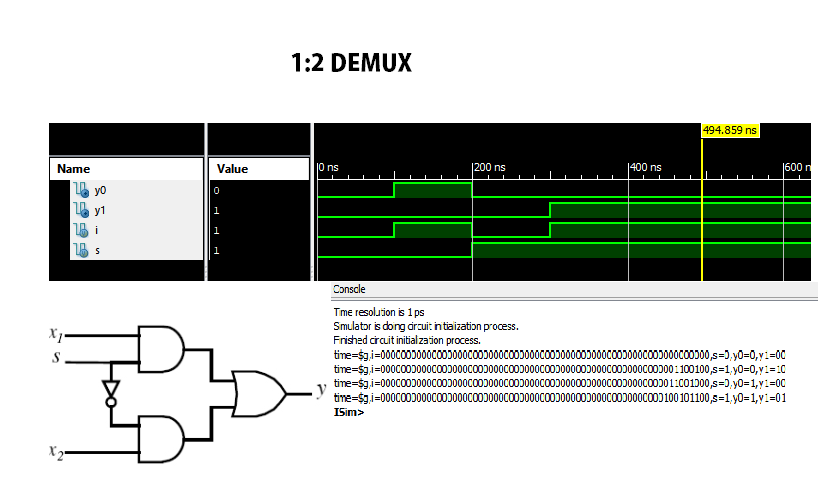 1:2 DEMUX
494.859 ns
Name Value 0 ns 200 ns 400 ns 600 n
y0 0
y1 1
i 1
s 1
Console
Time resolution is 1 ps
Simulator is doing circuit initialization process.
Finished circuit initialization process.
time=$g,i=0000000000000000000000000000000000000000000000000000000000000000,s=0,y0=0,y1=00
time=$g,i=0000000000000000000000000000000000000000000000000000000001100100,s=1,y0=0,y1=10
time=$g,i=0000000000000000000000000000000000000000000000000000000011001000,s=0,y0=1,y1=00
time=$g,i=0000000000000000000000000000000000000000000000000000000100101100,s=1,y0=1,y1=01
ISim>
x1
s
y
x2